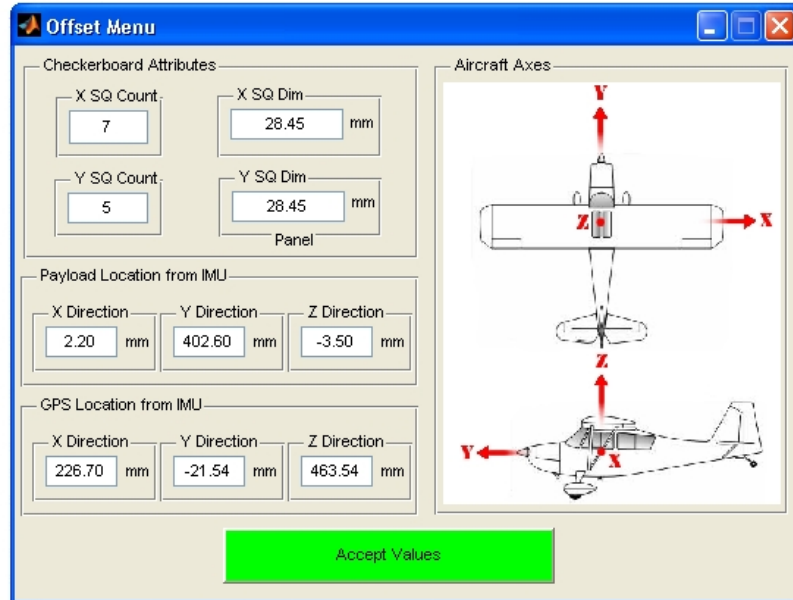 Offset Menu
Checkerboard Attributes
X SQ Count
7
X SQ Dim
28.45 mm
Y SQ Count
5
Y SQ Dim
28.45 mm
Panel
Payload Location from IMU
X Direction
2.20 mm
Y Direction
402.60 mm
Z Direction
-3.50 mm
GPS Location from IMU
X Direction
226.70 mm
Y Direction
-21.54 mm
Z Direction
463.54 mm
Aircraft Axes
Y
Z
X
Z
Y
X
Accept Values